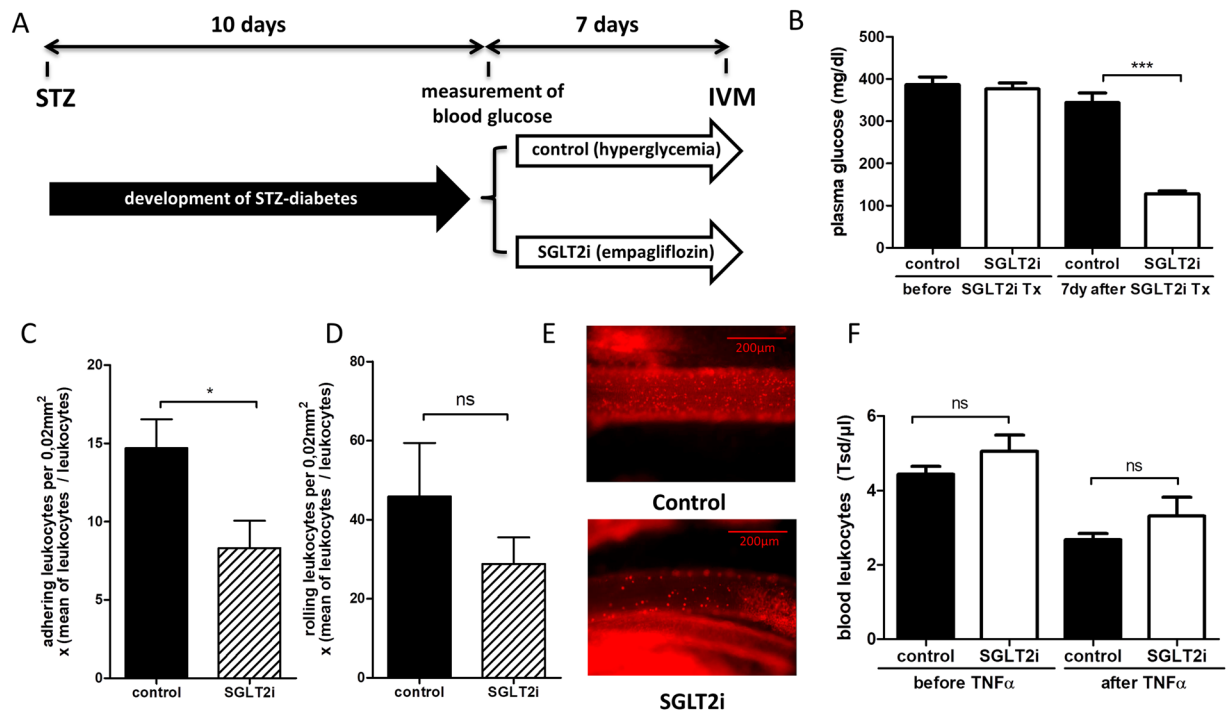 A
10 days
7 days
STZ
measurement of
blood glucose
IVM
control (hyperglycemia)
development of STZ-diabetes
SGLT2i (empagliflozin)
B
plasma glucose (mg/dl)
500
400
300
200
100
0
***
control
SGLT2i
control
SGLT2i
before SGLT2i Tx
7dy after SGLT2i Tx
C
adhering leukocytes per 0,02mm²
x (mean of leukocytes / leukocytes)
20
15
10
5
0
*
control
SGLT2i
D
rolling leukocytes per 0,02mm²
x (mean of leukocytes / leukocytes)
80
60
40
20
0
ns
control
SGLT2i
E
200µm
Control
200µm
SGLT2i
F
blood leukocytes (Tsd/µl)
6
4
2
0
ns
ns
control
SGLT2i
control
SGLT2i
before TNFα
after TNFα